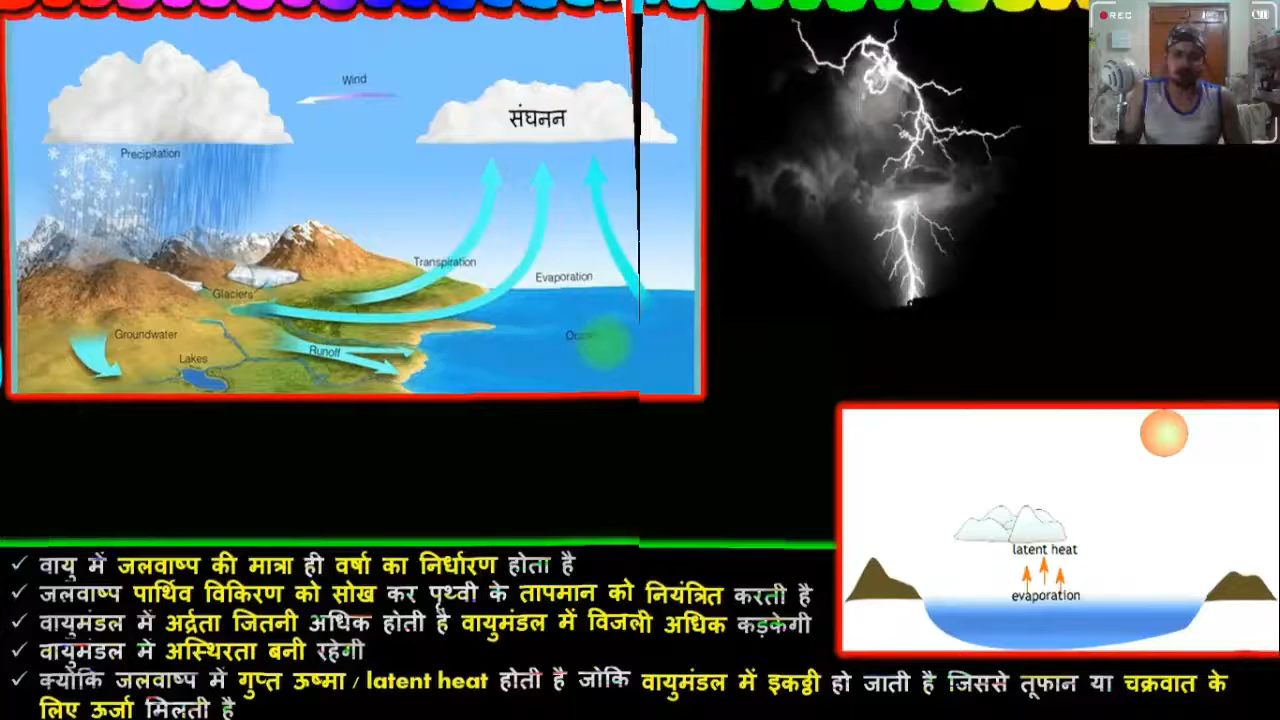 REC
Wind
संघनन
Precipitation
Transpiration
Evaporation
Glaciers
Groundwater
Runoff
Lakes
latent heat
evaporation
✓ वायु में जलवाष्प की मात्रा ही वर्षा का निर्धारण होता है
✓ जलवाष्प पार्थिव विकिरण को सोख कर पृथ्वी के तापमान को नियंत्रित करती है
✓ वायुमंडल में अर्द्रता जितनी अधिक होती है वायुमंडल में विजली अधिक कड़केगी
✓ वायुमंडल में अस्थिरता बनी रहेगी
✓ क्योकि जलवाष्प में गुप्त ऊष्मा / latent heat होती है जोकि वायुमंडल में इकठ्ठी हो जाती है जिससे तूफान या चक्रवात के
लिए ऊर्जा मिलती है